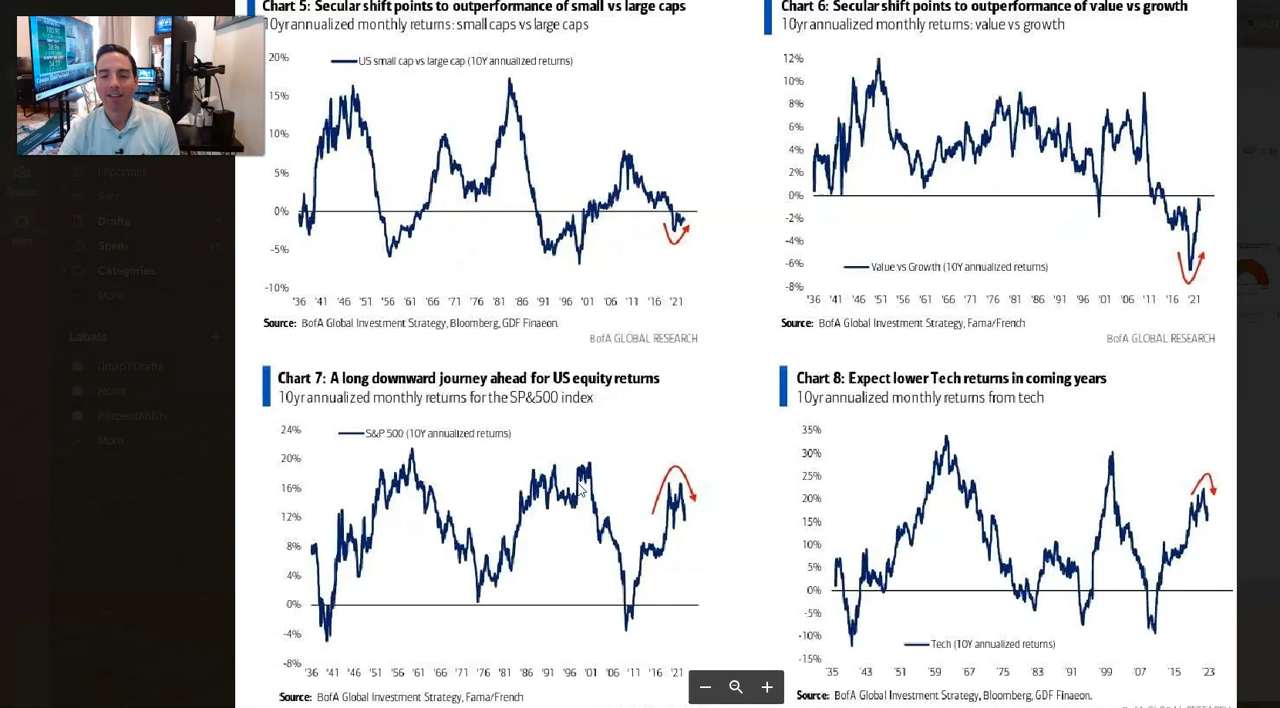 Chart 5: Secular shift points to outperformance of small vs large caps
10yr annualized monthly returns: small caps vs large caps
20%
15%
10%
5%
0%
-5%
-10%
US small cap vs large cap (10Y annualized returns)
'36 '41 '46 '51 '56 '61 '66 '71 '76 '81 '86 '91 '96 '01 '06 '11 '16 '21
Source: BofA Global Investment Strategy, Bloomberg, GDF Finaeon.
BofA GLOBAL RESEARCH
Chart 6: Secular shift points to outperformance of value vs growth
10yr annualized monthly returns: value vs growth
12%
10%
8%
6%
4%
2%
0%
-2%
-4%
-6%
-8%
Value vs Growth (10Y annualized returns)
'36 '41 '46 '51 '56 '61 '66 '71 '76 '81 '86 '91 '96 '01 '06 '11 '16 '21
Source: BofA Global Investment Strategy, Fama/French
BofA GLOBAL RESEARCH
Important
Sent
Drafts
Spam
Categories
More
Labels
+
More
Chart 7: A long downward journey ahead for US equity returns
10yr annualized monthly returns for the SP&500 index
24%
20%
16%
12%
8%
4%
0%
-4%
-8%
S&P 500 (10Y annualized returns)
'36 '41 '46 '51 '56 '61 '66 '71 '76 '81 '86 '91 '96 '01 '06 '11 '16 '21
Source: BofA Global Investment Strategy, Fama/French
Chart 8: Expect lower Tech returns in coming years
10yr annualized monthly returns from tech
35%
30%
25%
20%
15%
10%
5%
0%
-5%
-10%
-15%
Tech (10Y annualized returns)
'35 '43 '51 '59 '67 '75 '83 '91 '99 '07 '15 '23
Source: BofA Global Investment Strategy, Bloomberg, GDF Finaeon.